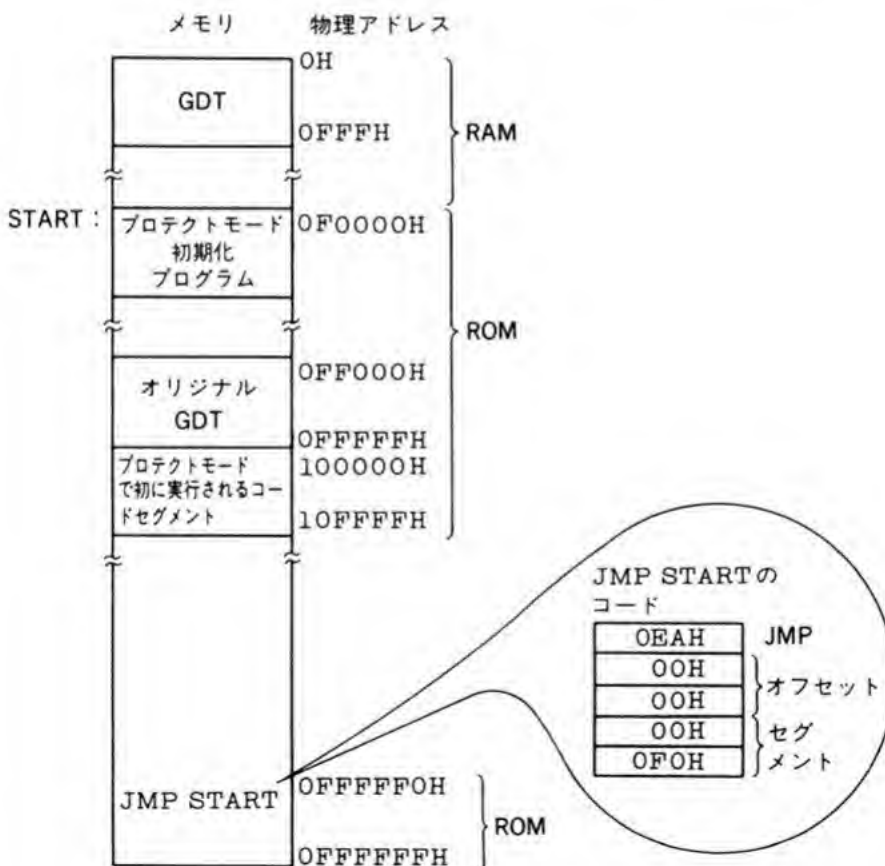 メモリ
物理アドレス
0H
GDT
0FFFH
RAM
START:
プロテクトモード
初期化
プログラム
0F0000H
ROM
オリジナル
GDT
0FF000H
0FFFFFH
プロテクトモード
で初に実行されるコー
ドセグメント
100000H
10FFFFH
JMP STARTの
コード
0EAH
JMP
00H
00H
オフセット
00H
0F0H
セグ
メント
JMP START
0FFFFF0H
ROM
0FFFFFFH